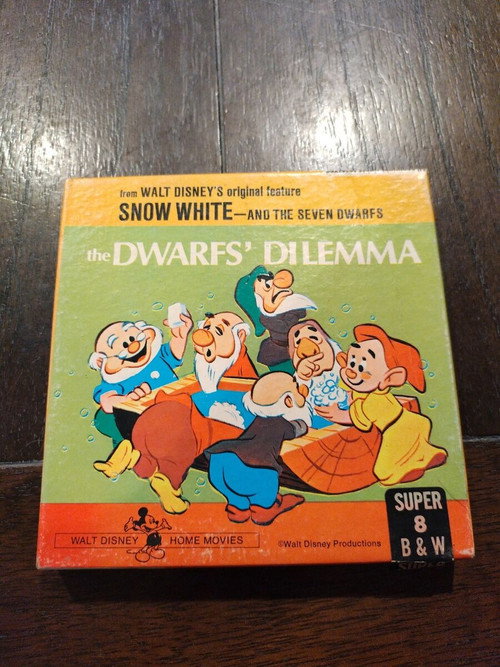 from WALT DISNEY'S original feature
SNOW WHITE—AND THE SEVEN DWARFS
the DWARFS' DILEMMA
SUPER
8
B & W
WALT DISNEY HOME MOVIES
©Walt Disney Productions